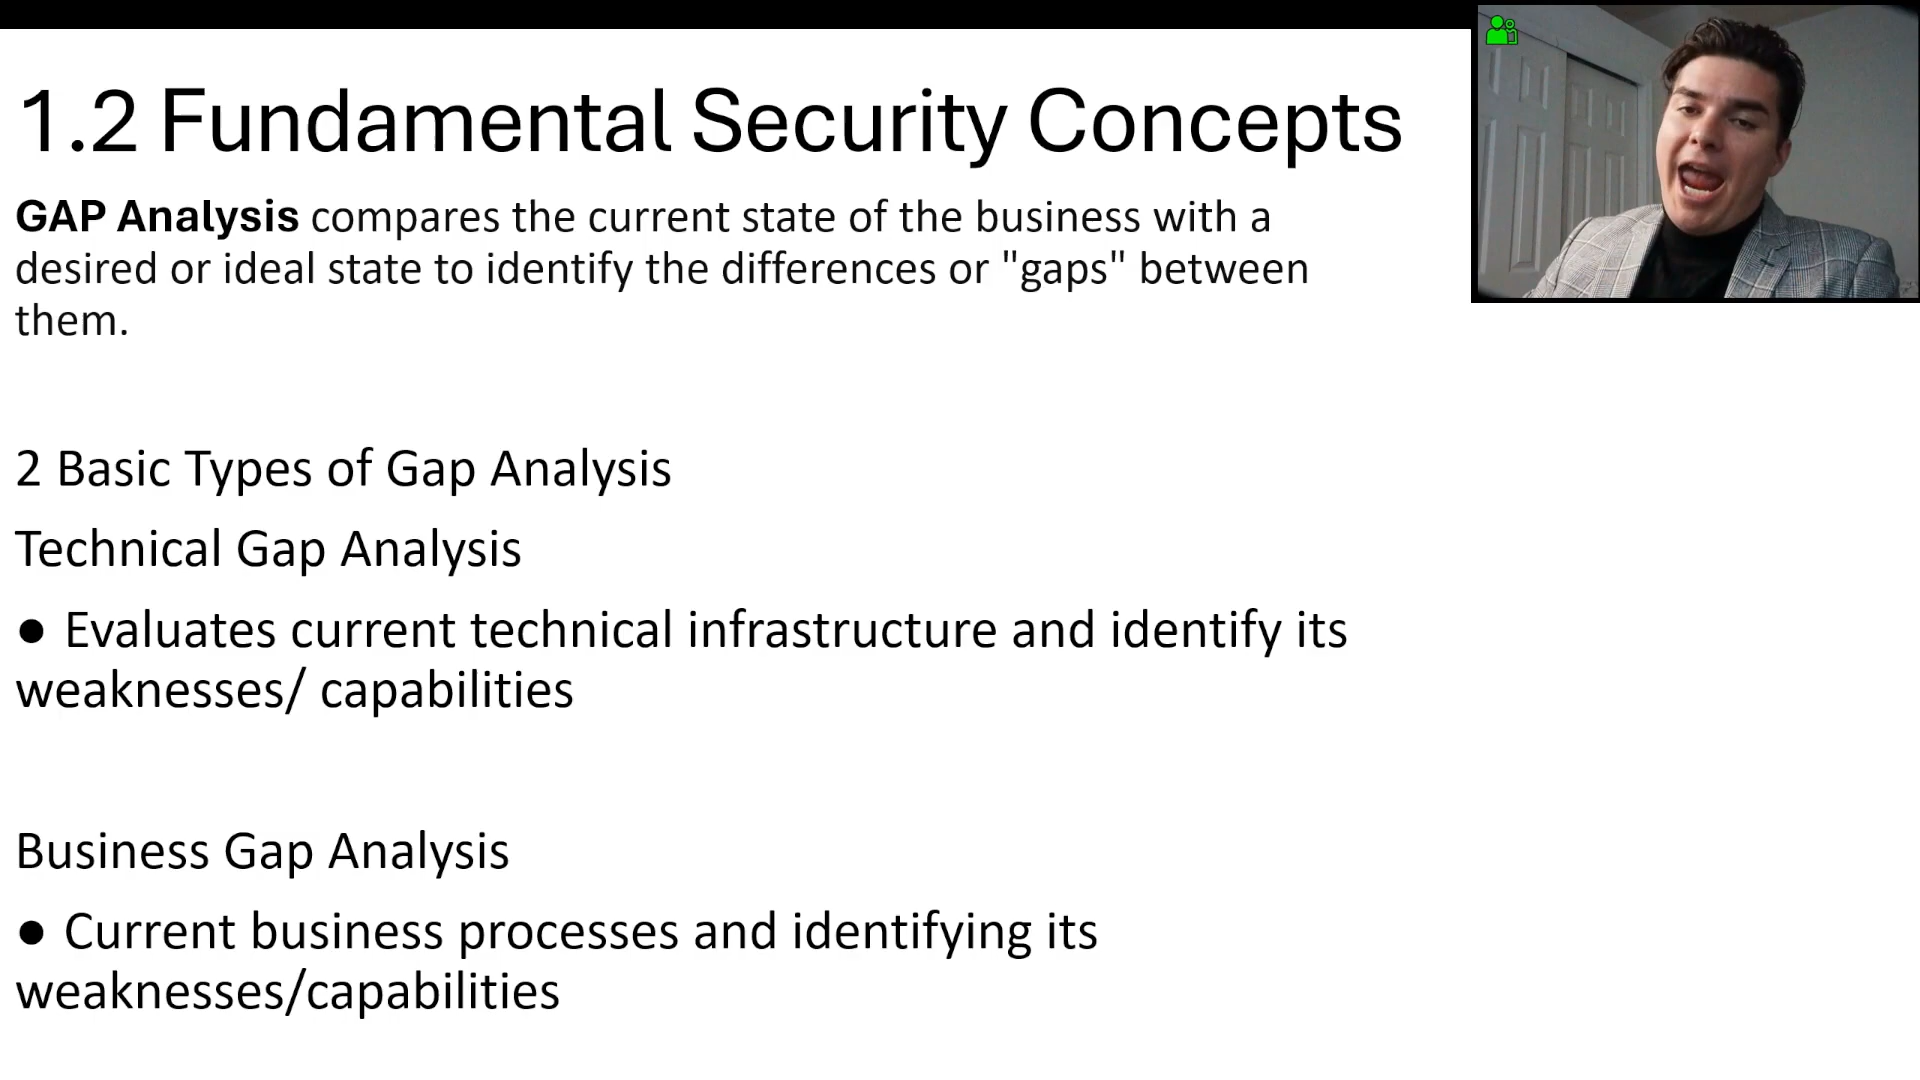 1.2 Fundamental Security Concepts
GAP Analysis compares the current state of the business with a
desired or ideal state to identify the differences or "gaps" between
them.
2 Basic Types of Gap Analysis
Technical Gap Analysis
● Evaluates current technical infrastructure and identify its
weaknesses/ capabilities
Business Gap Analysis
● Current business processes and identifying its
weaknesses/capabilities